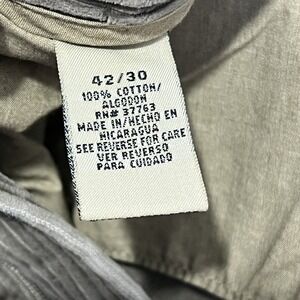 42/30
100% COTTON/
ALGODON
RN# 37763
MADE IN/HECHO EN
NICARAGUA
SEE REVERSE FOR CARE
VER REVERSO
PARA CUIDADO